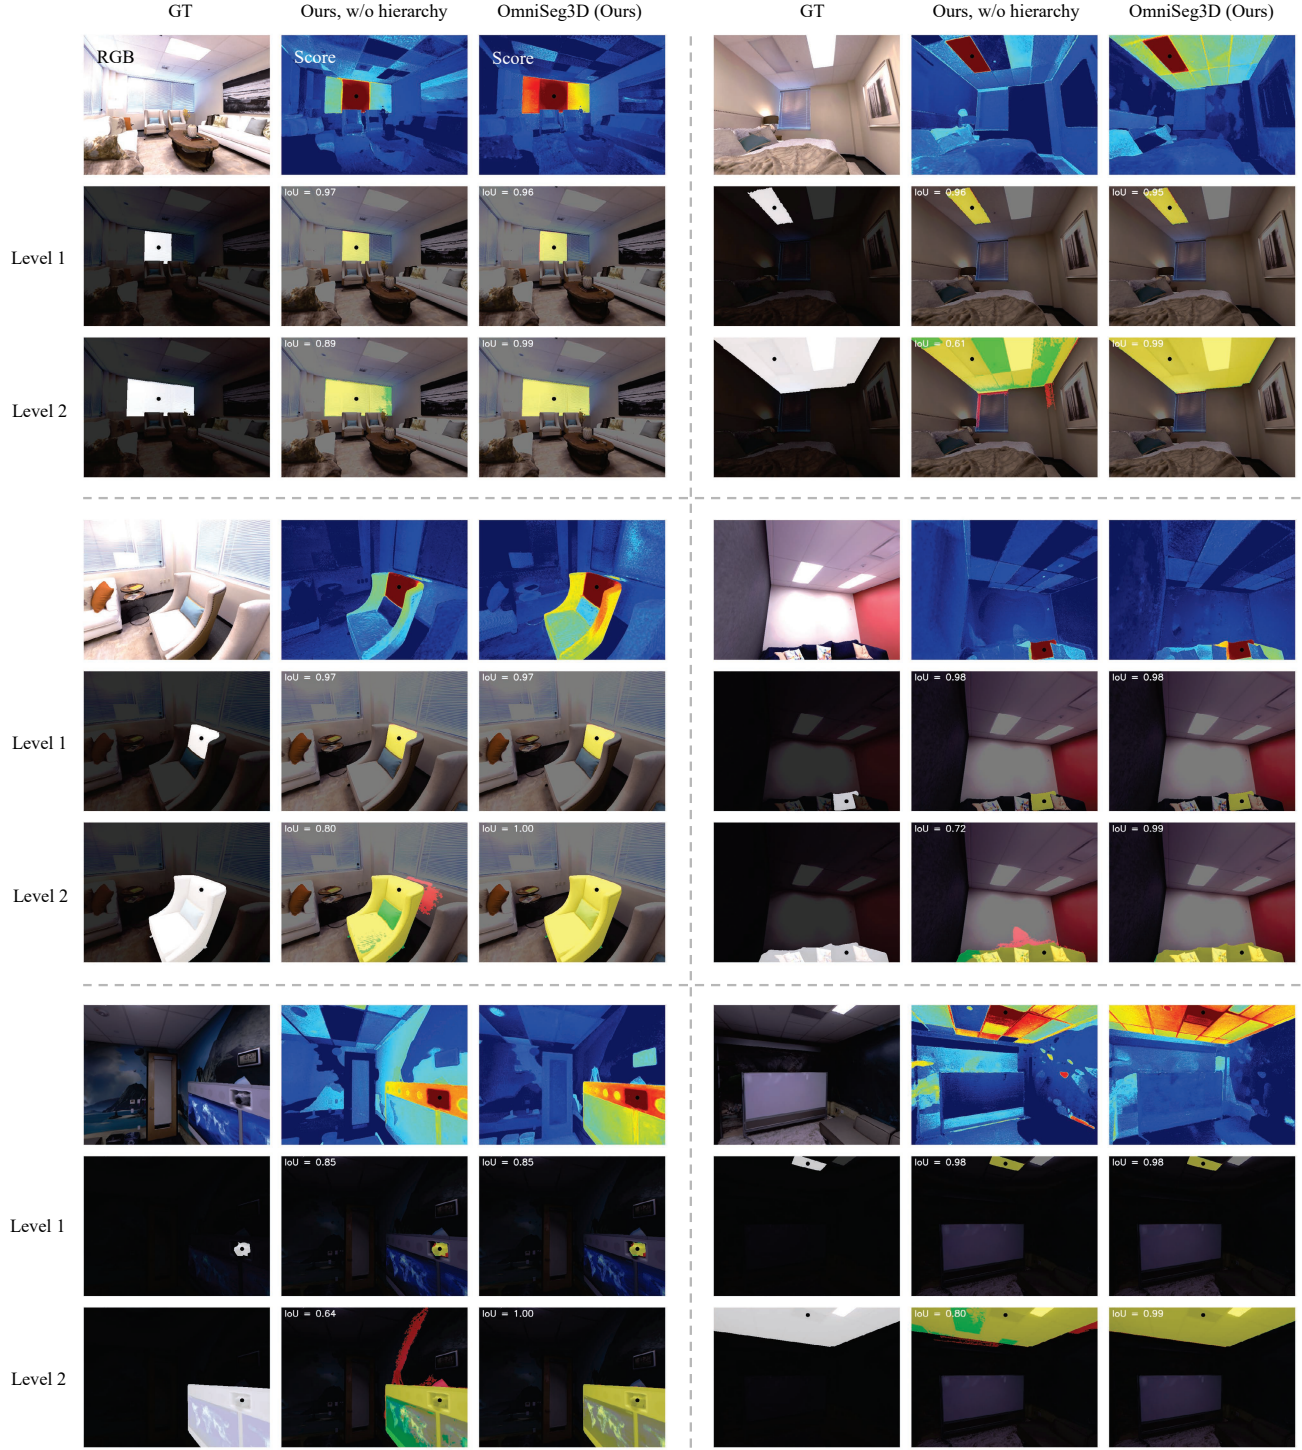 GT Ours, w/o hierarchy OmniSeg3D (Ours) GT Ours, w/o hierarchy OmniSeg3D (Ours)
RGB Score Score
Level 1 IoU = 0.97 IoU = 0.96 IoU = 0.96 IoU = 0.95
Level 2 IoU = 0.89 IoU = 0.99 IoU = 0.61 IoU = 0.99
Level 1 IoU = 0.97 IoU = 0.97 IoU = 0.98 IoU = 0.98
Level 2 IoU = 0.80 IoU = 1.00 IoU = 0.72 IoU = 0.99
Level 1 IoU = 0.85 IoU = 0.85 IoU = 0.98 IoU = 0.98
Level 2 IoU = 0.64 IoU = 1.00 IoU = 0.80 IoU = 0.99